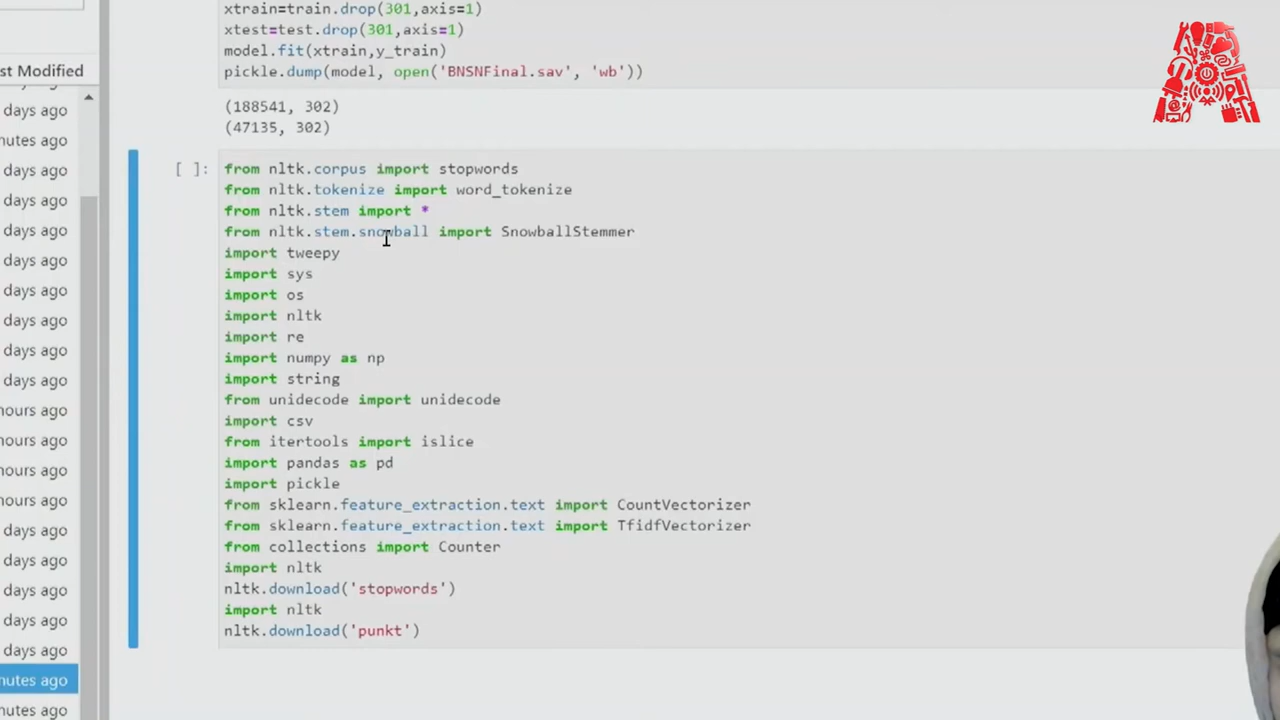 xtrain=train.drop(301,axis=1)
xtest=test.drop(301,axis=1)
model.fit(xtrain,y_train)
pickle.dump(model, open('BNSNFinal.sav', 'wb'))
(188541, 302)
(47135, 302)
st Modified
days ago
nutes ago
days ago
days ago
days ago
days ago
days ago
days ago
days ago
days ago
hours ago
hours ago
hours ago
hours ago
days ago
days ago
days ago
days ago
days ago
nutes ago
nutes ago
[ ]:
from nltk.corpus import stopwords
from nltk.tokenize import word_tokenize
from nltk.stem import *
from nltk.stem.snowball import SnowballStemmer
import tweepy
import sys
import os
import nltk
import re
import numpy as np
import string
from unidecode import unidecode
import csv
from itertools import islice
import pandas as pd
import pickle
from sklearn.feature_extraction.text import CountVectorizer
from sklearn.feature_extraction.text import TfidfVectorizer
from collections import Counter
import nltk
nltk.download('stopwords')
import nltk
nltk.download('punkt')